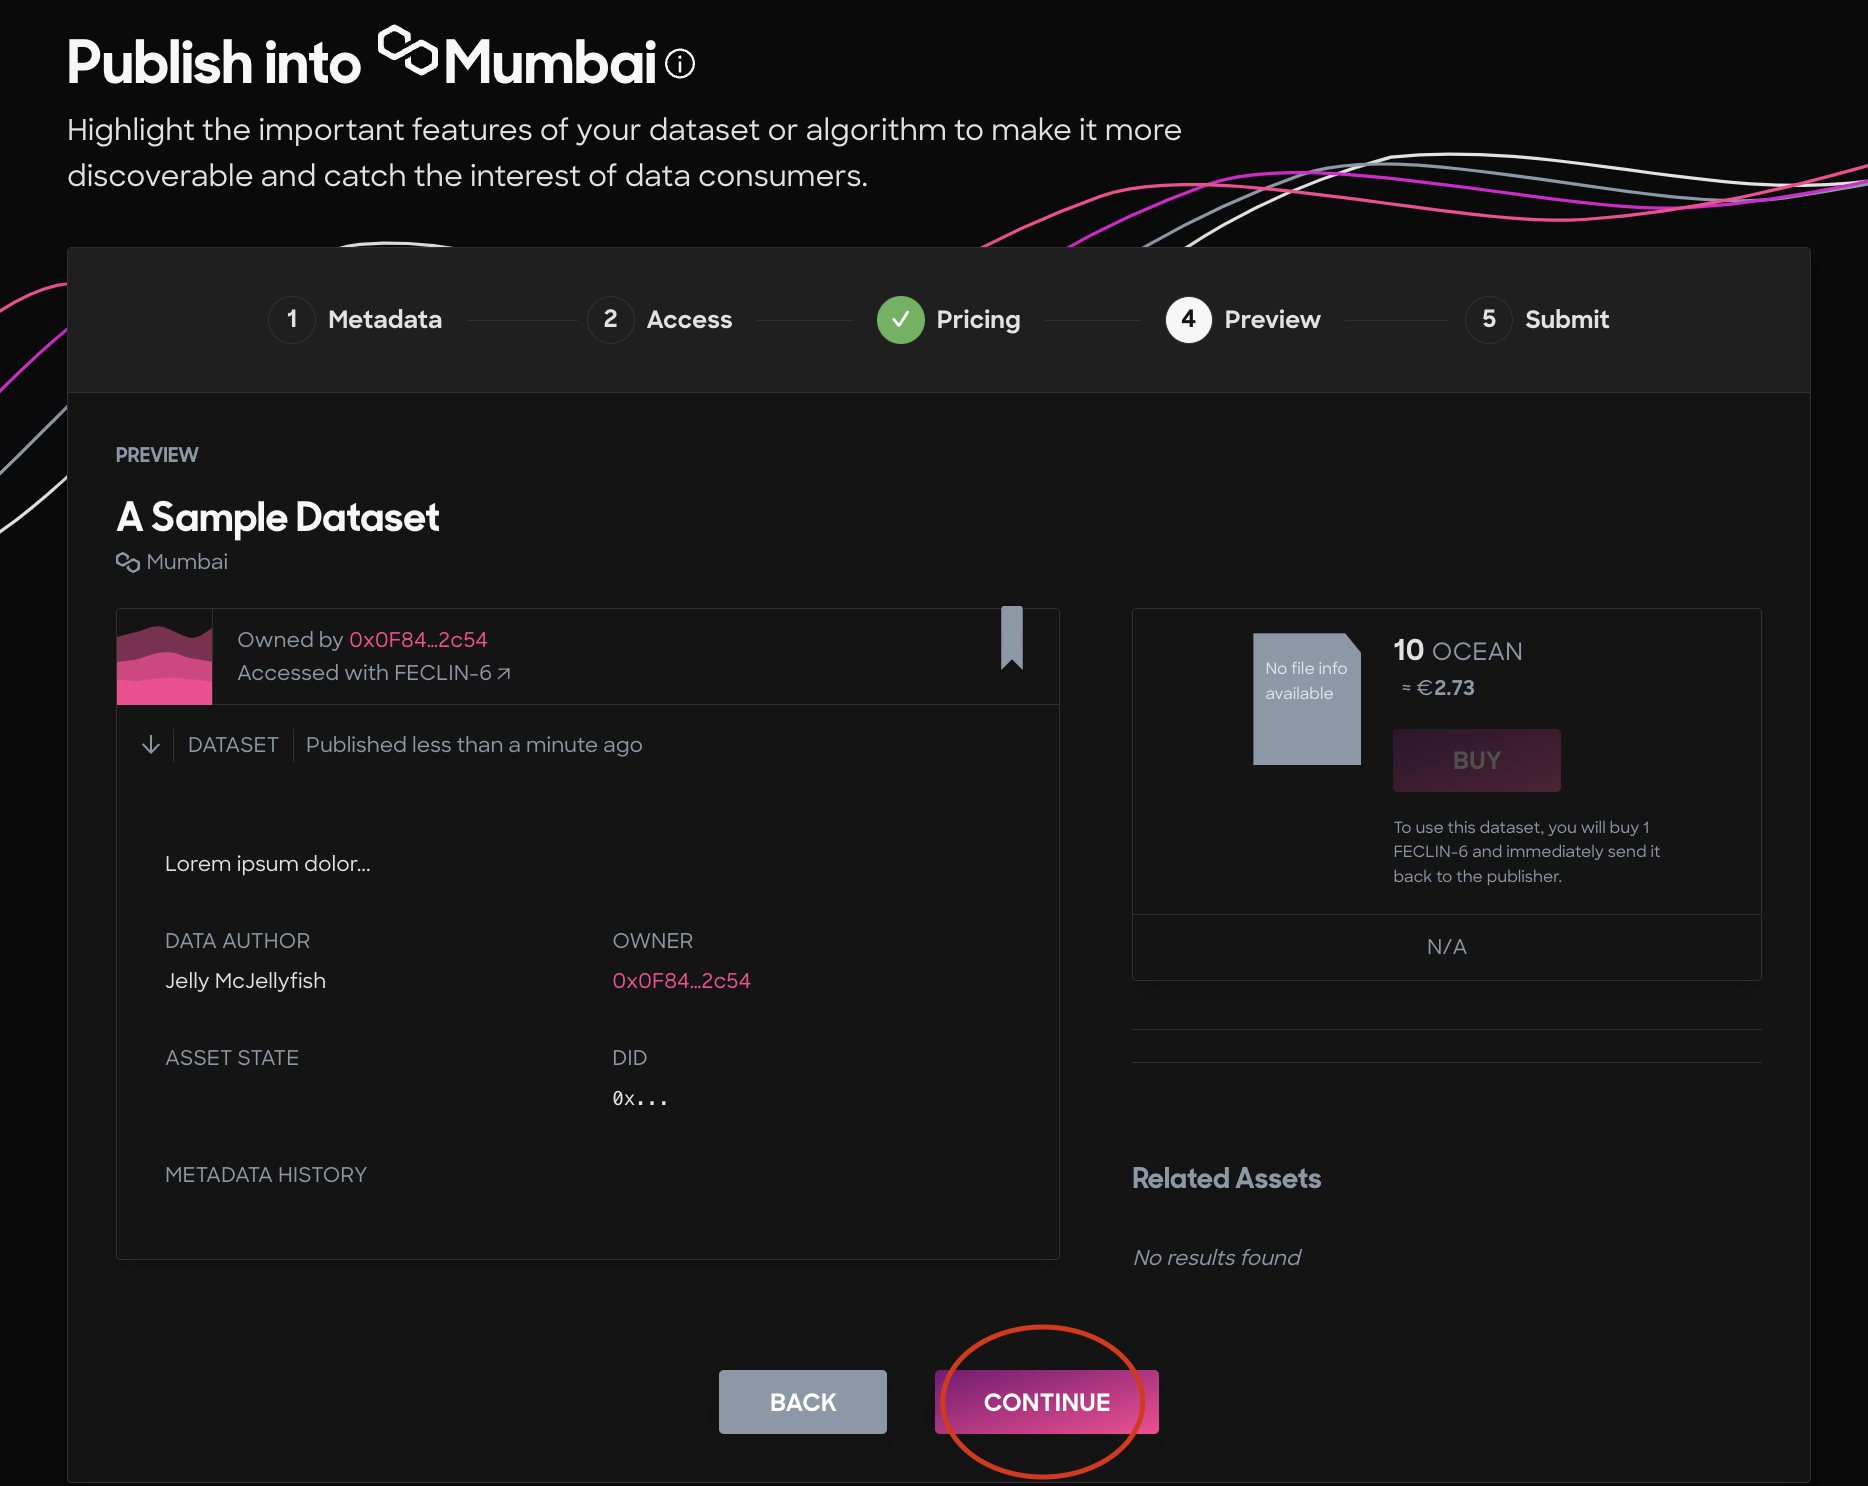 Publish into Mumbai
Highlight the important features of your dataset or algorithm to make it more
discoverable and catch the interest of data consumers.
1 Metadata 2 Access Pricing 4 Preview 5 Submit
PREVIEW
A Sample Dataset
Mumbai
Owned by 0x0F84…2c54
Accessed with FECLIN-6
DATASET Published less than a minute ago
Lorem ipsum dolor...
DATA AUTHOR OWNER
Jelly McJellyfish 0x0F84…2c54
ASSET STATE DID
0x...
METADATA HISTORY
No file info
available
10 OCEAN
≈ €2.73
BUY
To use this dataset, you will buy 1
FECLIN-6 and immediately send it
back to the publisher.
N/A
Related Assets
No results found
BACK CONTINUE